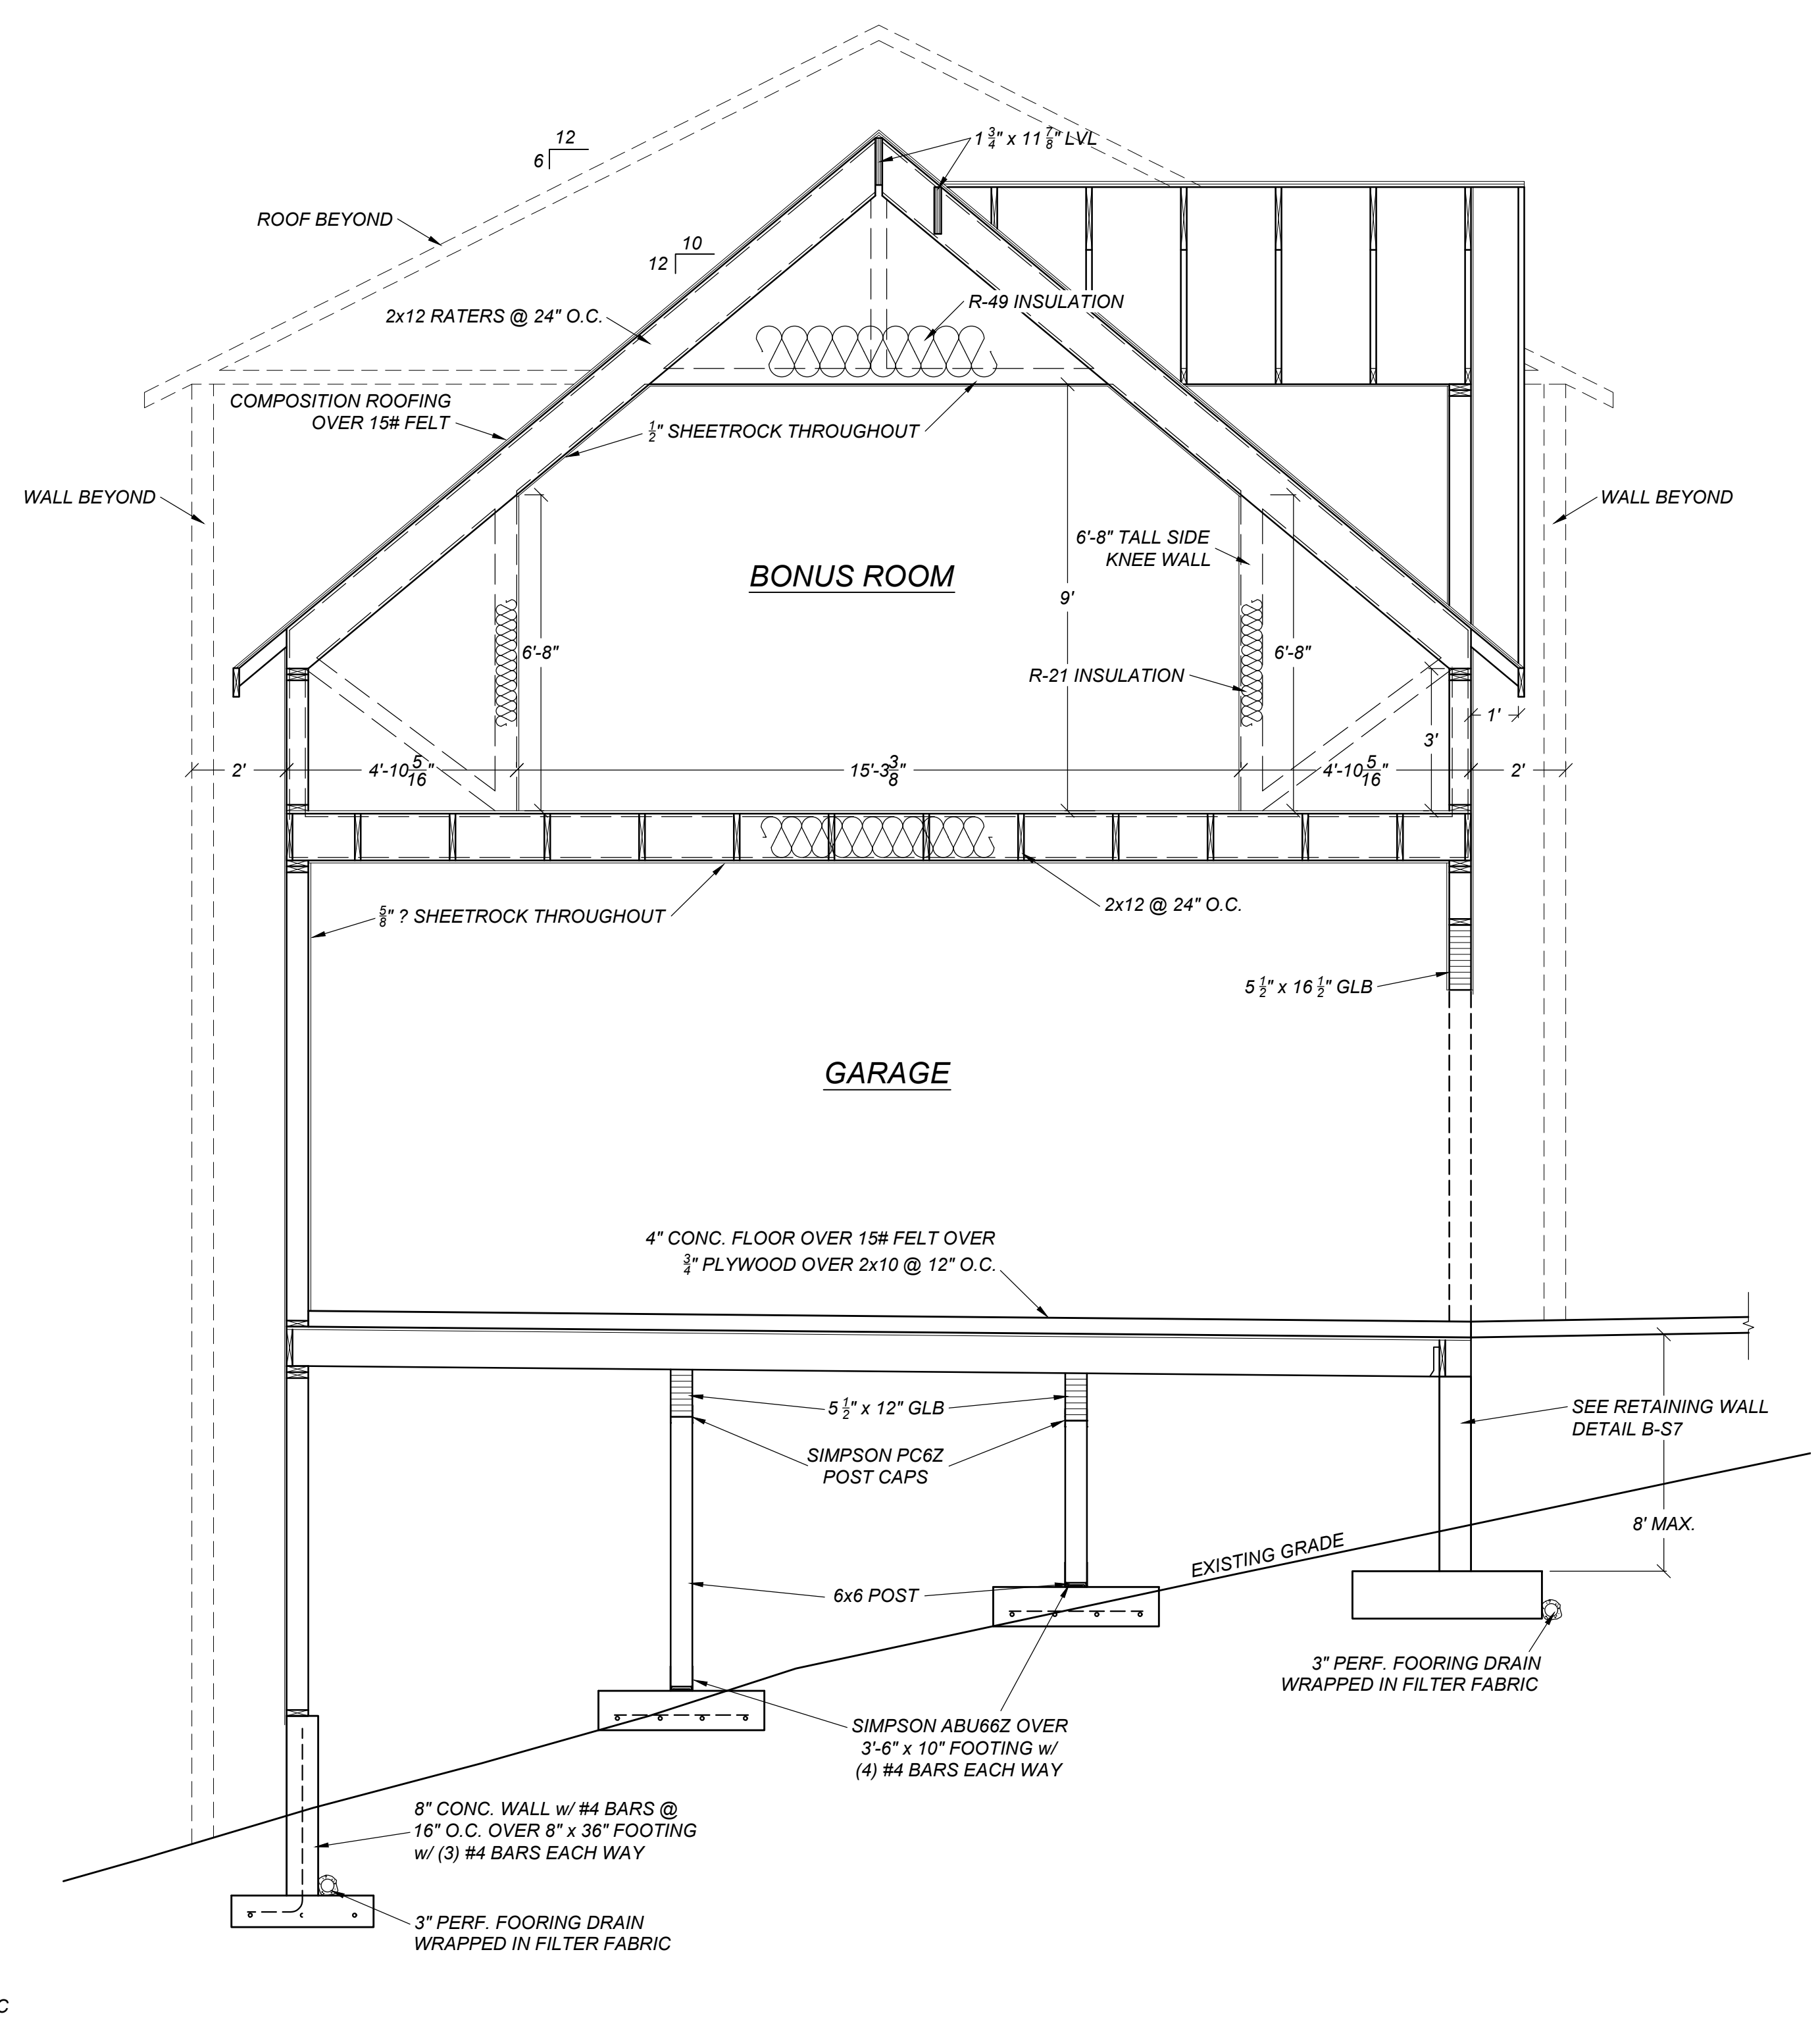 12
6
1 3/4" x 11 7/8" LVL
ROOF BEYOND
10
12
R-49 INSULATION
2x12 RATERS @ 24" O.C.
COMPOSITION ROOFING
OVER 15# FELT
1/2" SHEETROCK THROUGHOUT
WALL BEYOND
WALL BEYOND
6'-8" TALL SIDE
KNEE WALL
BONUS ROOM
9'
6'-8"
6'-8"
R-21 INSULATION
1'
3'
2'
4'-10 5/16"
15'-3 3/8"
4'-10 5/16"
2'
5/8" ? SHEETROCK THROUGHOUT
2x12 @ 24" O.C.
5 1/2" x 16 1/2" GLB
GARAGE
4" CONC. FLOOR OVER 15# FELT OVER
3/4" PLYWOOD OVER 2x10 @ 12" O.C.
5 1/2" x 12" GLB
SEE RETAINING WALL
DETAIL B-S7
SIMPSON PC6Z
POST CAPS
8' MAX.
EXISTING GRADE
6x6 POST
3" PERF. FOORING DRAIN
WRAPPED IN FILTER FABRIC
SIMPSON ABU66Z OVER
3'-6" x 10" FOOTING w/
(4) #4 BARS EACH WAY
8" CONC. WALL w/ #4 BARS @
16" O.C. OVER 8" x 36" FOOTING
w/ (3) #4 BARS EACH WAY
3" PERF. FOORING DRAIN
WRAPPED IN FILTER FABRIC
C